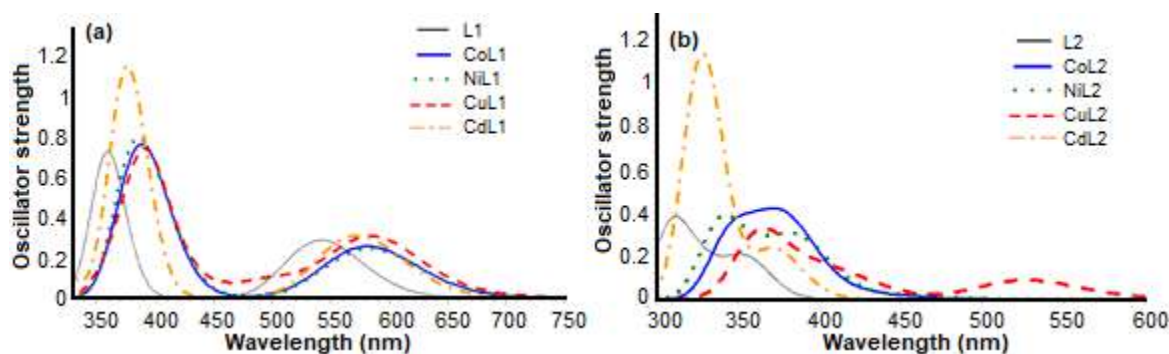 (a)
L1
CoL1
NiL1
CuL1
CdL1
Oscillator strength
1.2
1
0.8
0.6
0.4
0.2
0
350 400 450 500 550 600 650 700 750
Wavelength (nm)
(b)
L2
CoL2
NiL2
CuL2
CdL2
Oscillator strength
1.2
1
0.8
0.6
0.4
0.2
0
300 350 400 450 500 550 600
Wavelength (nm)